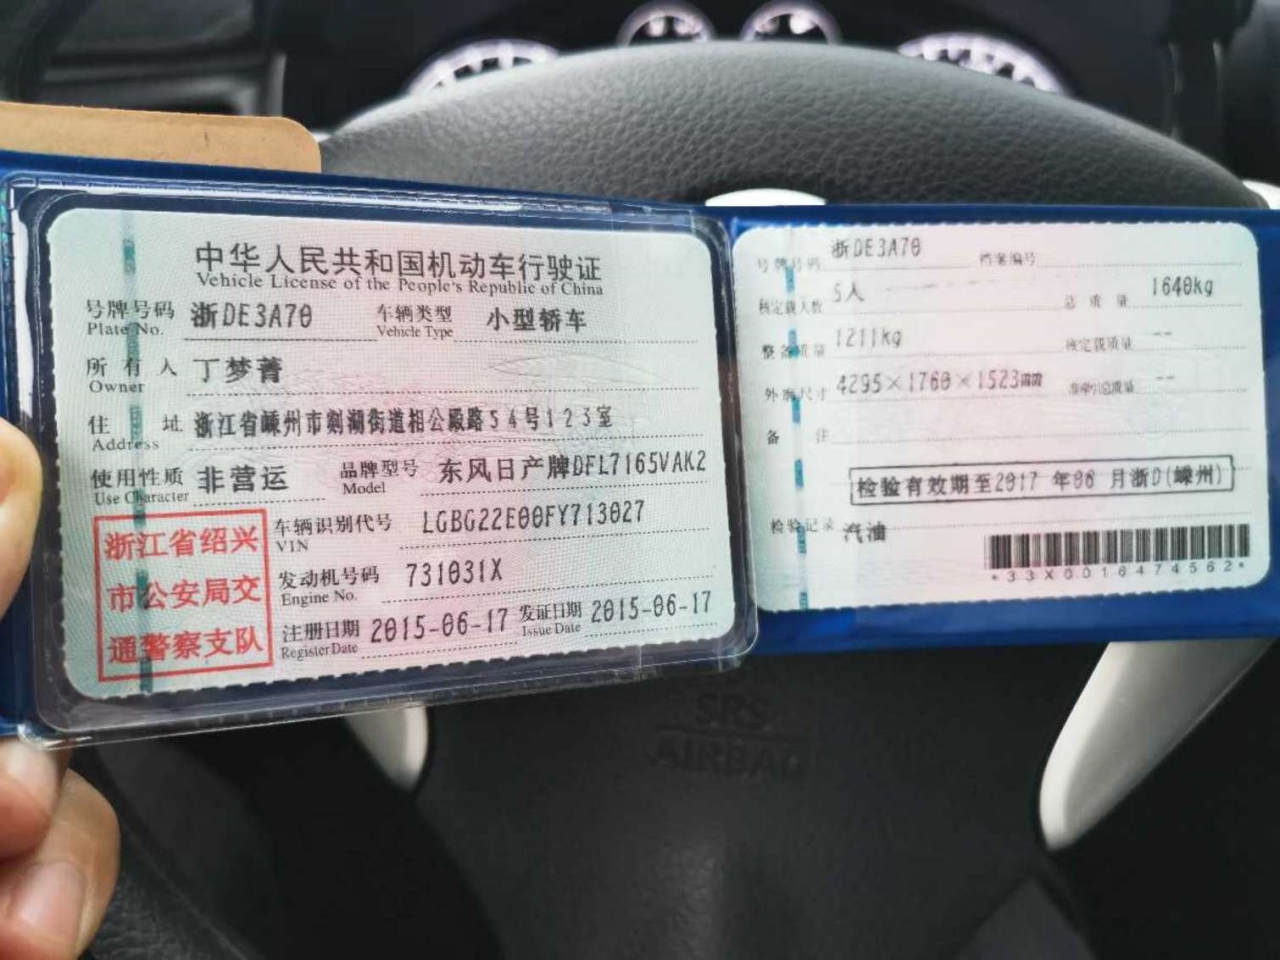 中华人民共和国机动车行驶证
Vehicle License of the People's Republic of China
号牌号码 浙DE3A70 车辆类型 小型轿车
Plate No. Vehicle Type
所有人 丁梦菁
Owner
住址 浙江省嵊州市剡湖街道相公殿路54号123室
Address
使用性质 非营运 品牌型号 东风日产牌DFL7165VAK2
Use Character Model
浙江省绍兴
市公安局交
通警察支队
车辆识别代号 LGBG22E00FY713027
VIN
发动机号码 731031X
Engine No.
注册日期 2015-06-17 发证日期 2015-06-17
Register Date Issue Date
号牌号码 浙DE3A70 档案编号
核定载人数 5人 总质量 1640kg
整备质量 1211kg 核定载质量 --
外廓尺寸 4295×1760×1523mm 准牵引总质量 --
备注
检验有效期至2017年06月浙D(嵊州)
检验记录 汽油
*33X0016474562*
SRS
AIRBAG